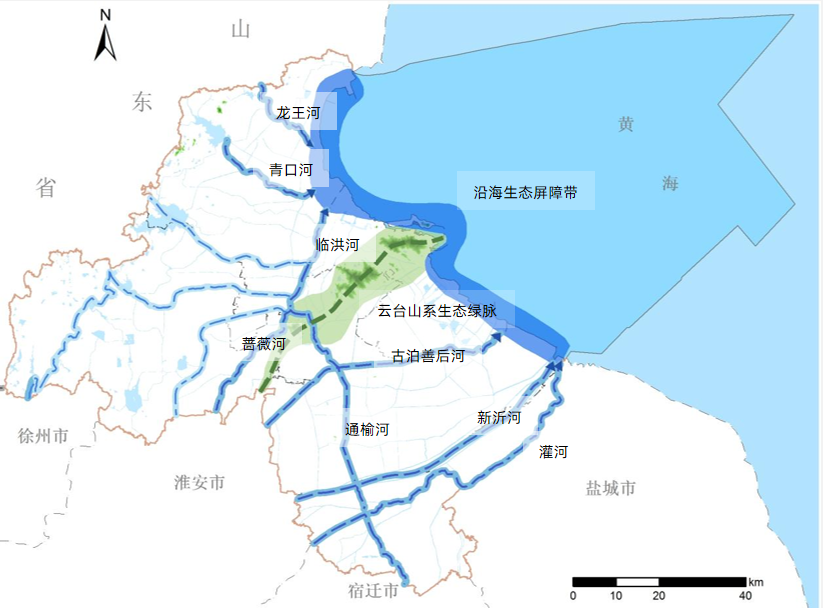 N
山
东
省
龙王河
黄
海
青口河
沿海生态屏障带
临洪河
云台山系生态绿脉
蔷薇河
古泊善后河
新沂河
通榆河
徐州市
灌河
淮安市
盐城市
宿迁市
km
0 10 20 40